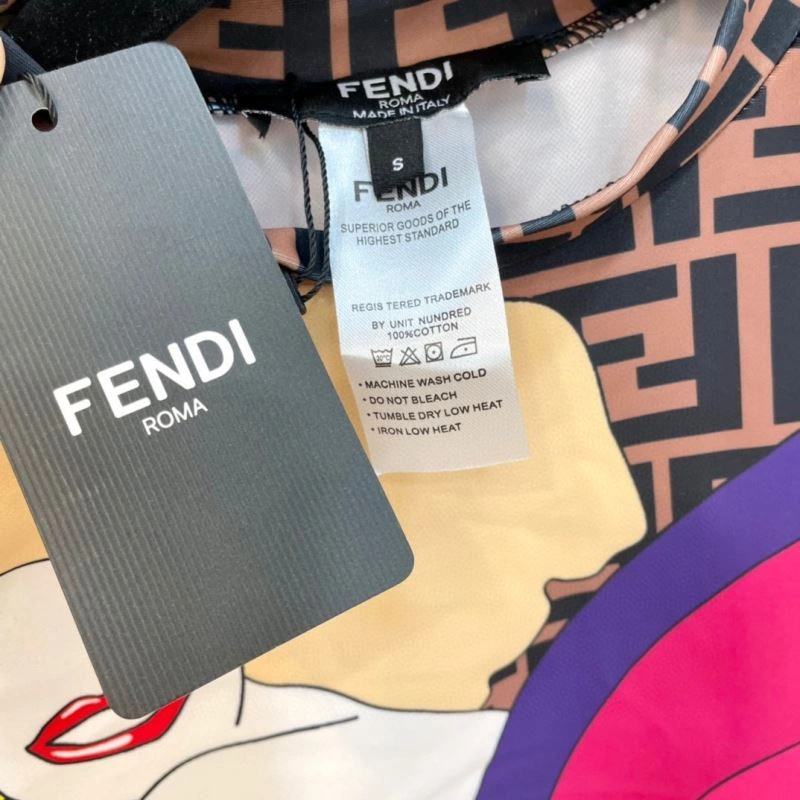 FENDI
ROMA
MADE IN ITALY
S
FENDI
ROMA
SUPERIOR GOODS OF THE
HIGHEST STANDARD
REGIS TERED TRADEMARK
BY UNIT NUNDRED
100%COTTON
30°C
• MACHINE WASH COLD
• DO NOT BLEACH
• TUMBLE DRY LOW HEAT
• IRON LOW HEAT
FENDI
ROMA